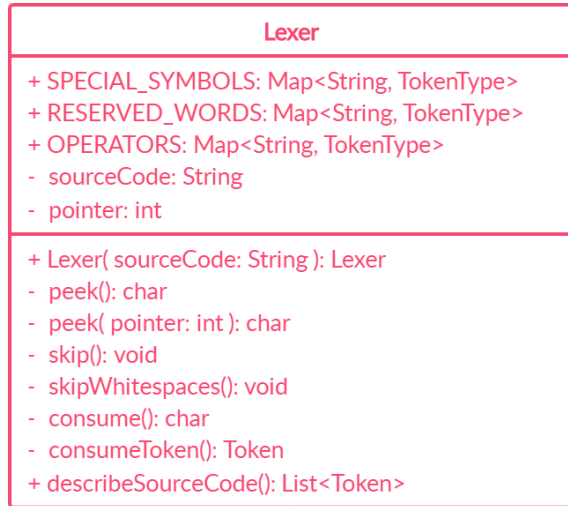 Lexer
+ SPECIAL_SYMBOLS: Map<String, TokenType>
+ RESERVED_WORDS: Map<String, TokenType>
+ OPERATORS: Map<String, TokenType>
- sourceCode: String
- pointer: int
+ Lexer( sourceCode: String ): Lexer
- peek(): char
- peek( pointer: int ): char
- skip(): void
- skipWhitespaces(): void
- consume(): char
- consumeToken(): Token
+ describeSourceCode(): List<Token>